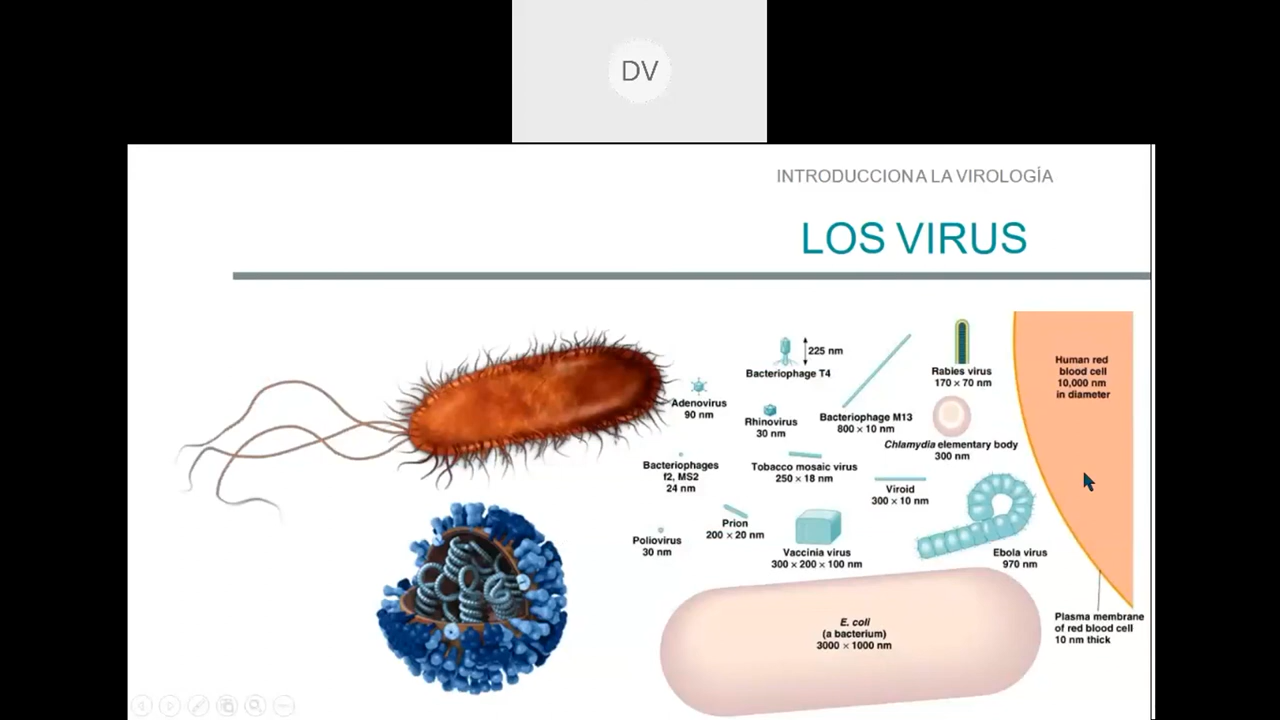 DV
INTRODUCCION A LA VIROLOGÍA
LOS VIRUS
225 nm
Bacteriophage T4
Adenovirus
90 nm
Rhinovirus
30 nm
Bacteriophage M13
800 × 10 nm
Rabies virus
170 × 70 nm
Human red
blood cell
10,000 nm
in diameter
Chlamydia elementary body
300 nm
Bacteriophages
f2, MS2
24 nm
Tobacco mosaic virus
250 × 18 nm
Viroid
300 × 10 nm
Poliovirus
30 nm
Prion
200 × 20 nm
Vaccinia virus
300 × 200 × 100 nm
Ebola virus
970 nm
E. coli
(a bacterium)
3000 × 1000 nm
Plasma membrane
of red blood cell
10 nm thick